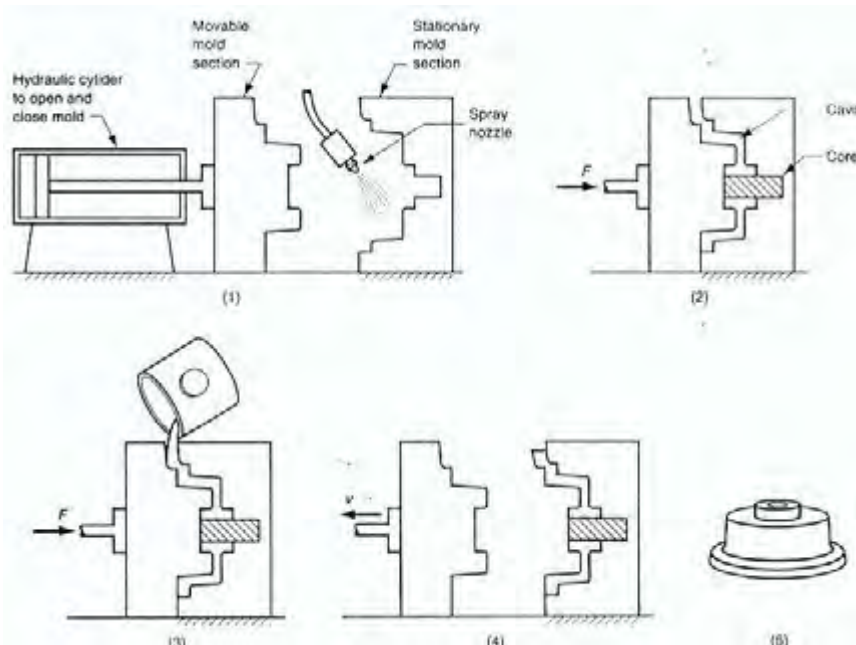 Movable
mold
section
Stationary
mold
section
Hydraulic cylider
to open and
close mold
Spray
nozzle
(1)
F
Cavi
Core
(2)
F
(3)
v
(4)
(5)